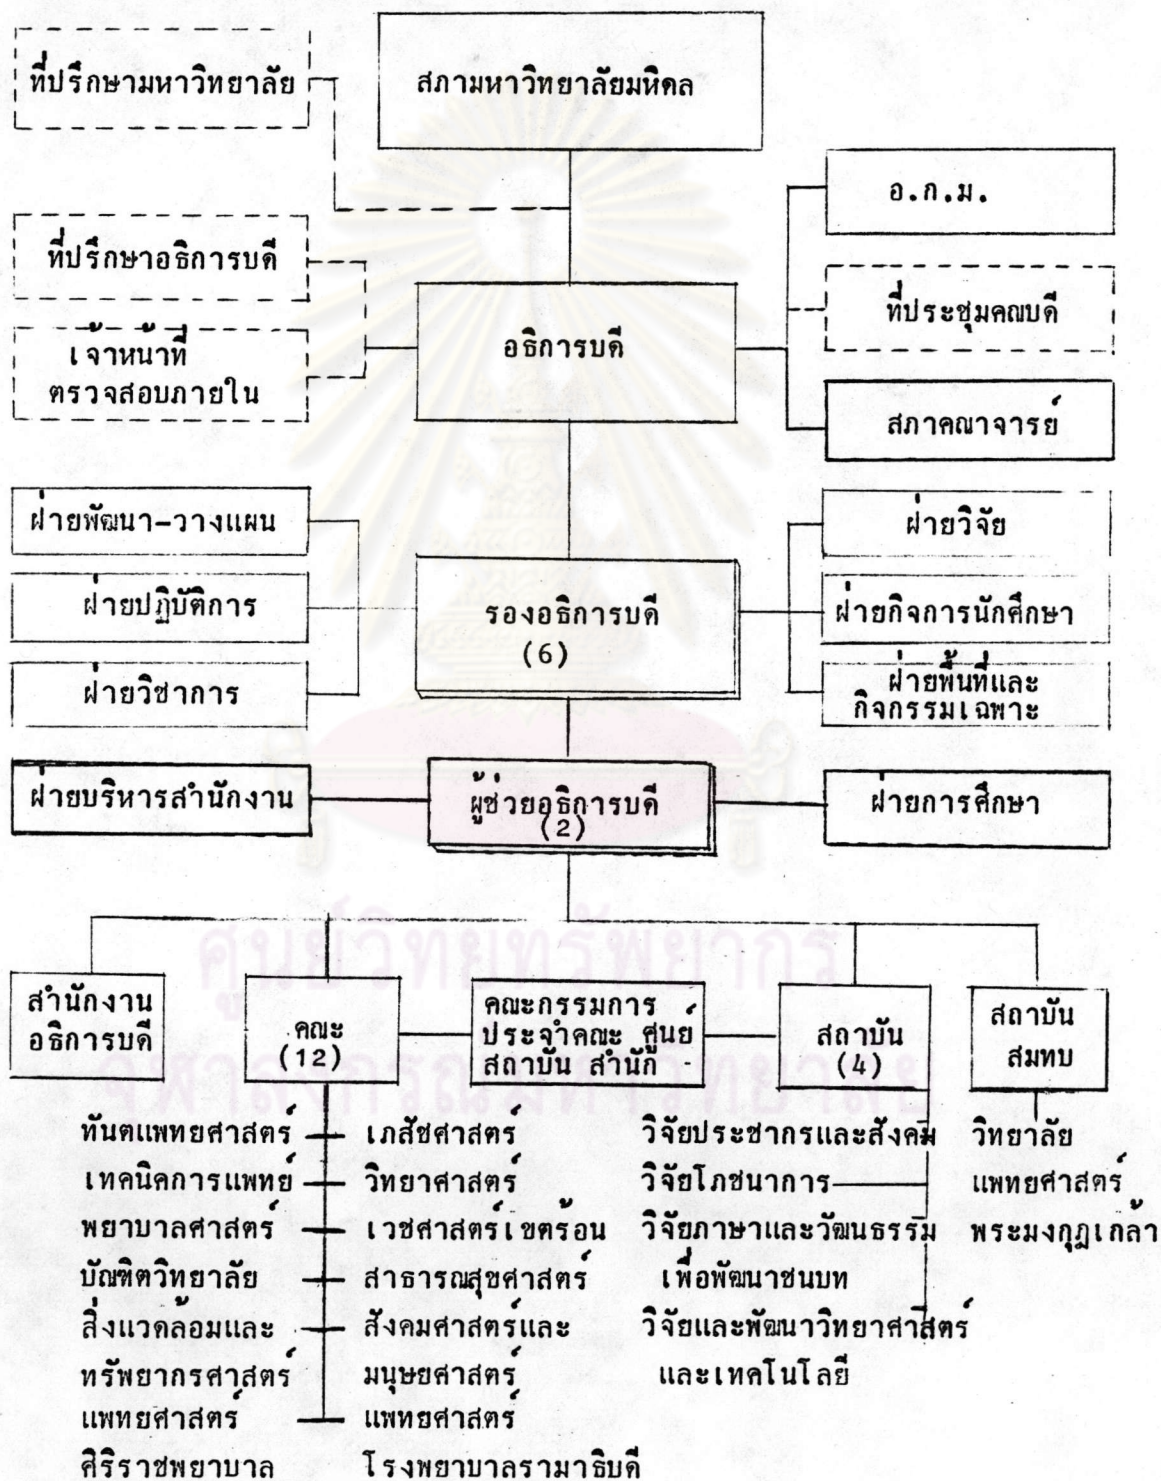 ที่ปรึกษามหาวิทยาลัย
สภามหาวิทยาลัยมหิดล
อ.ก.ม.
ที่ปรึกษาอธิการบดี
ที่ประชุมคณบดี
อธิการบดี
เจ้าหน้าที่
ตรวจสอบภายใน
สภาคณาจารย์
ฝ่ายพัฒนา-วางแผน
ฝ่ายวิจัย
ฝ่ายปฏิบัติการ
รองอธิการบดี
(6)
ฝ่ายกิจการนักศึกษา
ฝ่ายวิชาการ
ฝ่ายพื้นที่และ
กิจกรรมเฉพาะ
ฝ่ายบริหารสำนักงาน
ผู้ช่วยอธิการบดี
(2)
ฝ่ายการศึกษา
ศูนย์วิทยทรัพยากร
จุฬาลงกรณ์มหาวิทยาลัย
สำนักงาน
อธิการบดี
คณะ
(12)
คณะกรรมการ
ประจำคณะ ศูนย์
สถาบัน สำนัก
สถาบัน
(4)
สถาบัน
สมทบ
ทันตแพทยศาสตร์
เทคนิคการแพทย์
พยาบาลศาสตร์
บัณฑิตวิทยาลัย
สิ่งแวดล้อมและ
ทรัพยากรศาสตร์
แพทยศาสตร์
ศิริราชพยาบาล
เภสัชศาสตร์
วิทยาศาสตร์
เวชศาสตร์เขตร้อน
สาธารณสุขศาสตร์
สังคมศาสตร์และ
มนุษยศาสตร์
แพทยศาสตร์
โรงพยาบาลรามาธิบดี
วิจัยประชากรและสังคม
วิจัยโภชนาการ
วิจัยภาษาและวัฒนธรรม
เพื่อพัฒนาชนบท
วิจัยและพัฒนาวิทยาศาสตร์
และเทคโนโลยี
วิทยาลัย
แพทยศาสตร์
พระมงกุฎเกล้า